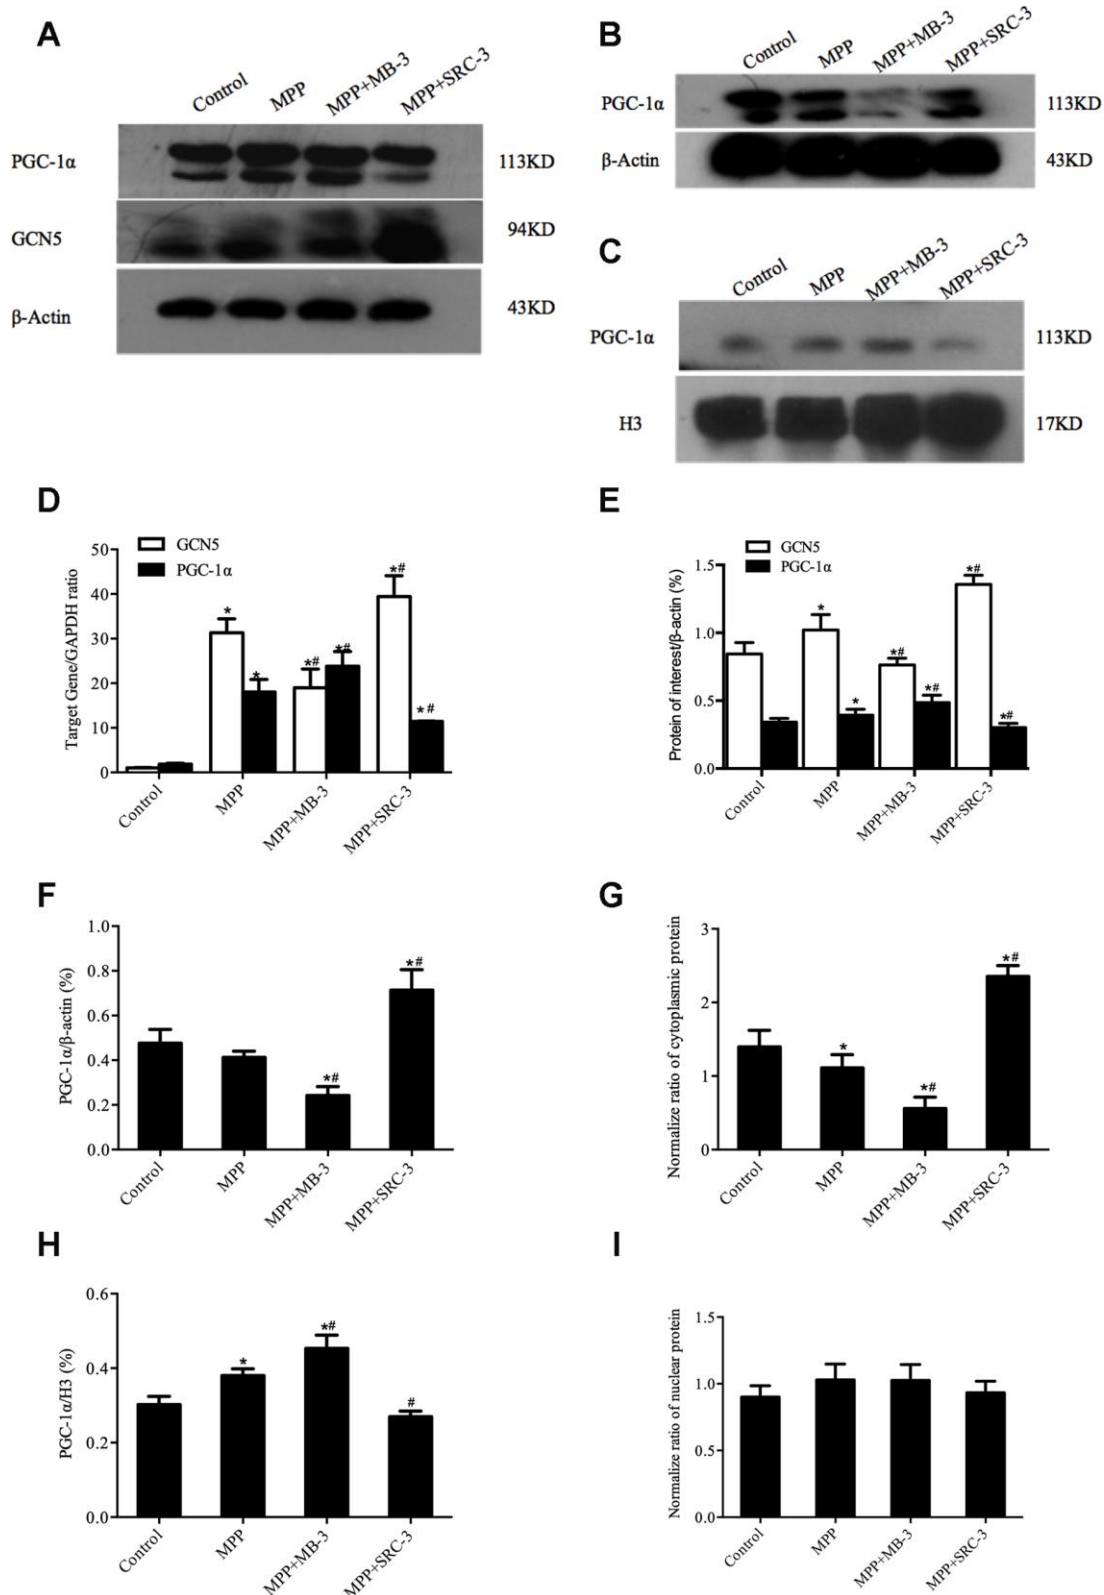 A
Control
MPP
MPP+MB-3
MPP+SRC-3
PGC-1α
113KD
GCN5
94KD
β-Actin
43KD
B
Control
MPP
MPP+MB-3
MPP+SRC-3
PGC-1α
113KD
β-Actin
43KD
C
Control
MPP
MPP+MB-3
MPP+SRC-3
PGC-1α
113KD
H3
17KD
D
GCN5
PGC-1α
Target Gene/GAPDH ratio
50
40
30
20
10
0
*
*
*#
*#
*#
*#
Control
MPP
MPP+MB-3
MPP+SRC-3
E
GCN5
PGC-1α
Protein of interest/β-actin (%)
1.5
1.0
0.5
0.0
*
*
*#
*#
*#
*#
Control
MPP
MPP+MB-3
MPP+SRC-3
F
PGC-1α/β-actin (%)
1.0
0.8
0.6
0.4
0.2
0.0
*#
*#
Control
MPP
MPP+MB-3
MPP+SRC-3
G
Normalize ratio of cytoplasmic protein
3
2
1
0
*
*#
*#
Control
MPP
MPP+MB-3
MPP+SRC-3
H
PGC-1α/H3 (%)
0.6
0.4
0.2
0.0
*
*#
#
Control
MPP
MPP+MB-3
MPP+SRC-3
I
Normalize ratio of nuclear protein
1.5
1.0
0.5
0.0
Control
MPP
MPP+MB-3
MPP+SRC-3